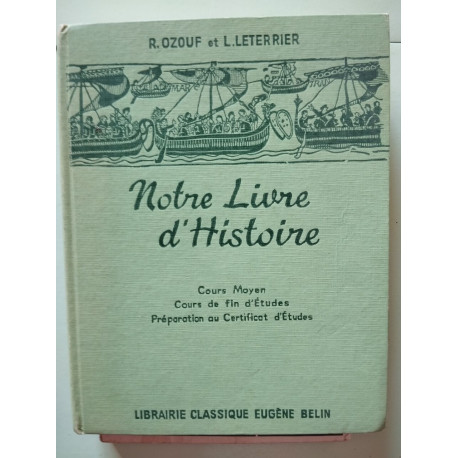 R. OZOUF et L. LETERRIER
Notre Livre
d'Histoire
Cours Moyen
Cours de fin d'Études
Préparation au Certificat d'Études
LIBRAIRIE CLASSIQUE EUGÈNE BELIN